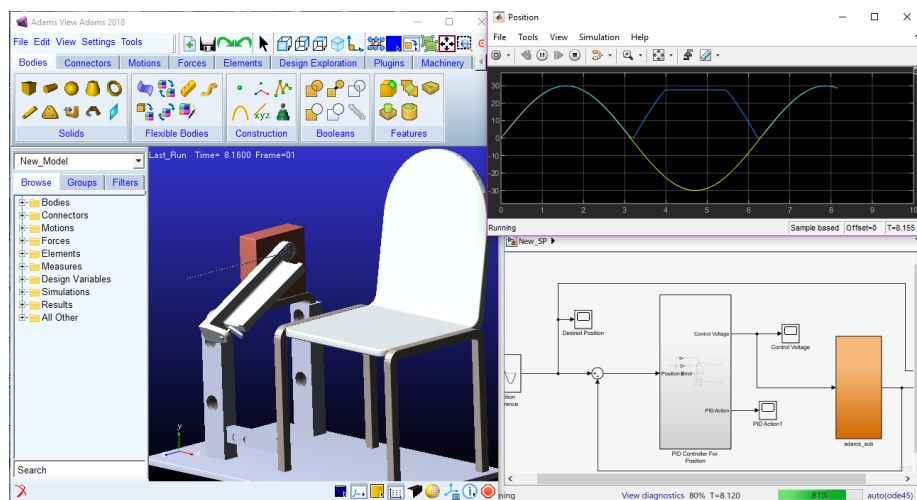 Adams View Adams 2018
File Edit View Settings Tools
Bodies Connectors Motions Forces Elements Design Exploration Plugins Machinery
xyz
Solids Flexible Bodies Construction Booleans Features
.New_Model
Browse Groups Filters
Bodies
Connectors
Motions
Forces
Elements
Measures
Design Variables
Simulations
Results
All Other
Search
Last_Run Time= 8.1600 Frame=01
y
x
Position
File Tools View Simulation Help
30
20
10
0
-10
-20
-30
0 1 2 3 4 5 6 7 8 9 10
Running Sample based Offset=0 T=8.155
New_SP
Desired Position
Control Voltage
Control Voltage
Position Error
PID Action
PID Action1
PID Controller For
Position
adams_sub
View diagnostics 80% T=8.120 81% auto(ode45)